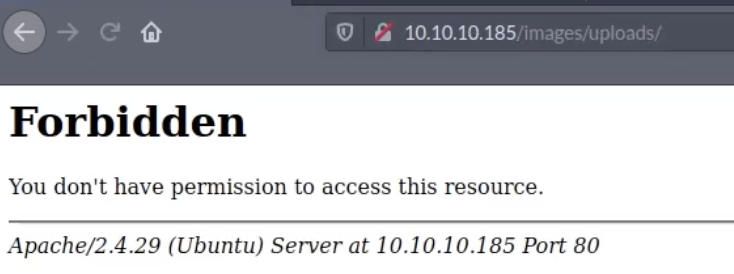 10.10.10.185/images/uploads/
Forbidden
You don't have permission to access this resource.
Apache/2.4.29 (Ubuntu) Server at 10.10.10.185 Port 80